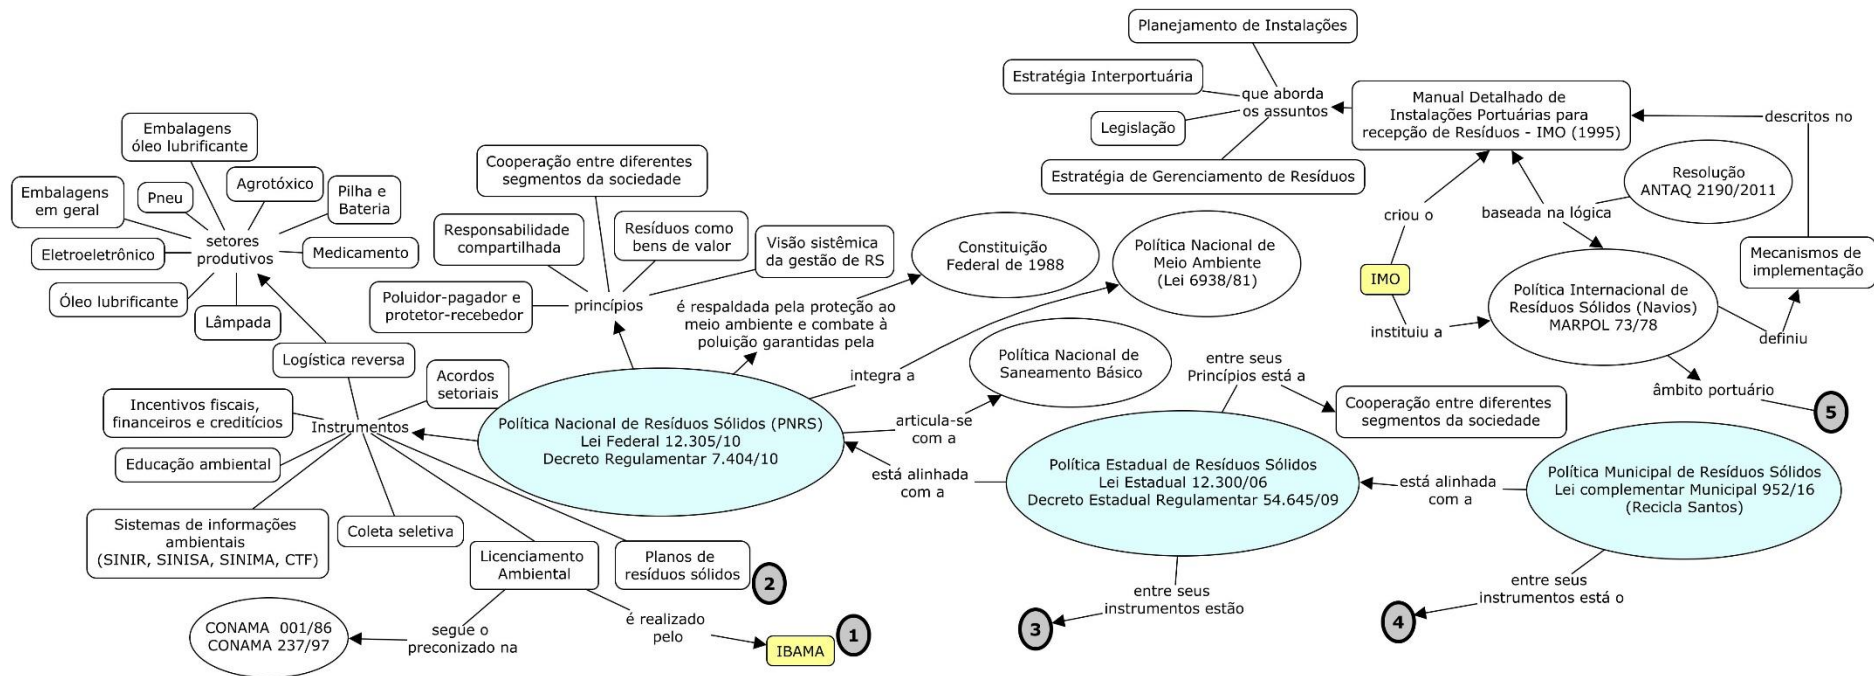 Planejamento de Instalações
Estratégia Interportuária
que aborda
os assuntos
Legislação
Estratégia de Gerenciamento de Resíduos
Manual Detalhado de
Instalações Portuárias para
recepção de Resíduos - IMO (1995)
descritos no
Resolução
ANTAQ 2190/2011
criou o
baseada na lógica
IMO
Mecanismos de
implementação
instituiu a
Política Internacional de
Resíduos Sólidos (Navios)
MARPOL 73/78
definiu
âmbito portuário
5
Embalagens
óleo lubrificante
Embalagens
em geral
Pneu
Agrotóxico
Pilha e
Bateria
setores
produtivos
Eletroeletrônico
Medicamento
Óleo lubrificante
Lâmpada
Cooperação entre diferentes
segmentos da sociedade
Responsabilidade
compartilhada
Resíduos como
bens de valor
Visão sistêmica
da gestão de RS
Poluidor-pagador e
protetor-recebedor
princípios
é respaldada pela proteção ao
meio ambiente e combate à
poluição garantidas pela
Constituição
Federal de 1988
Política Nacional de
Meio Ambiente
(Lei 6938/81)
integra a
Política Nacional de
Saneamento Básico
articula-se
com a
Logística reversa
Acordos
setoriais
Incentivos fiscais,
financeiros e creditícios
Instrumentos
Educação ambiental
Sistemas de informações
ambientais
(SINIR, SINISA, SINIMA, CTF)
Coleta seletiva
Licenciamento
Ambiental
Planos de
resíduos sólidos
2
CONAMA 001/86
CONAMA 237/97
segue o
preconizado na
é realizado
pelo
IBAMA
1
Política Nacional de Resíduos Sólidos (PNRS)
Lei Federal 12.305/10
Decreto Regulamentar 7.404/10
está alinhada
com a
entre seus
Princípios está a
Cooperação entre diferentes
segmentos da sociedade
Política Estadual de Resíduos Sólidos
Lei Estadual 12.300/06
Decreto Estadual Regulamentar 54.645/09
está alinhada
com a
Política Municipal de Resíduos Sólidos
Lei complementar Municipal 952/16
(Recicla Santos)
entre seus
instrumentos estão
3
entre seus
instrumentos está o
4